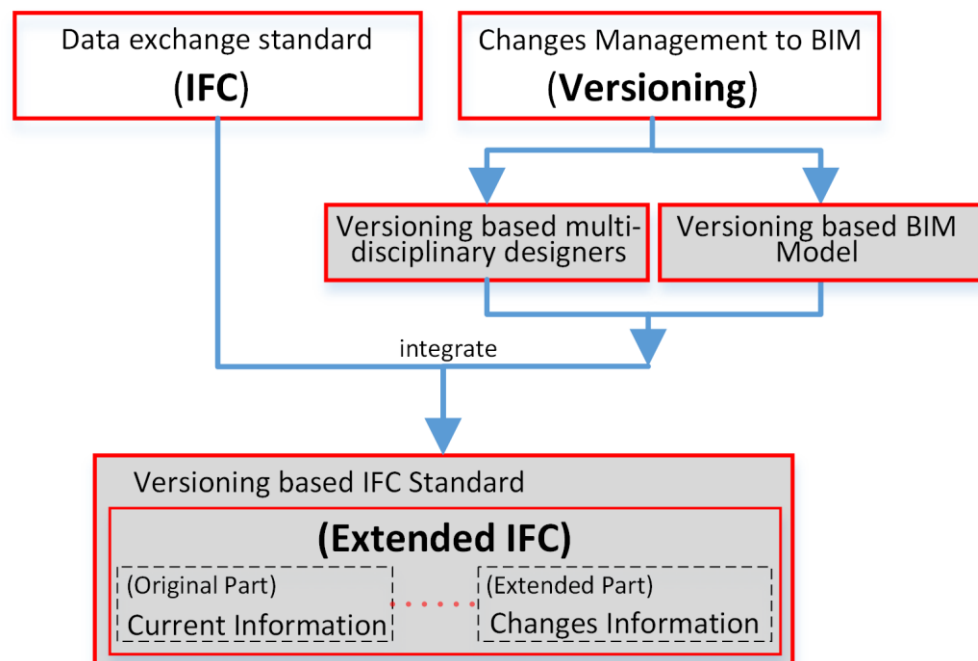 Data exchange standard
(IFC)
Changes Management to BIM
(Versioning)
Versioning based multi-
disciplinary designers
Versioning based BIM
Model
integrate
Versioning based IFC Standard
(Extended IFC)
(Original Part)
Current Information
(Extended Part)
Changes Information